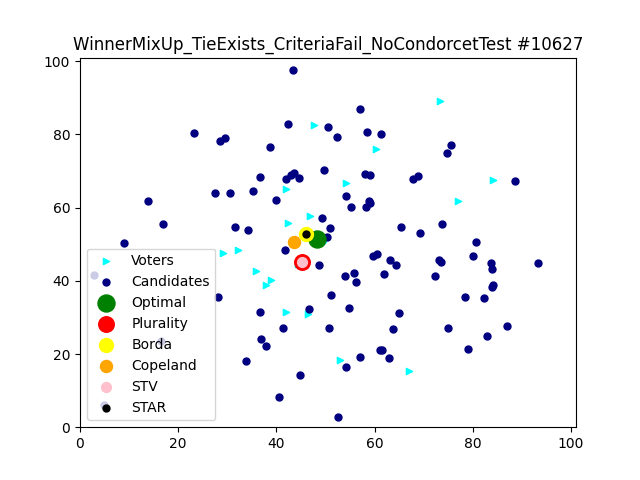 WinnerMixUp_TieExists_CriteriaFail_NoCondorcetTest #10627
100
80
60
40
20
0
Voters
Candidates
Optimal
Plurality
Borda
Copeland
STV
STAR
0 20 40 60 80 100